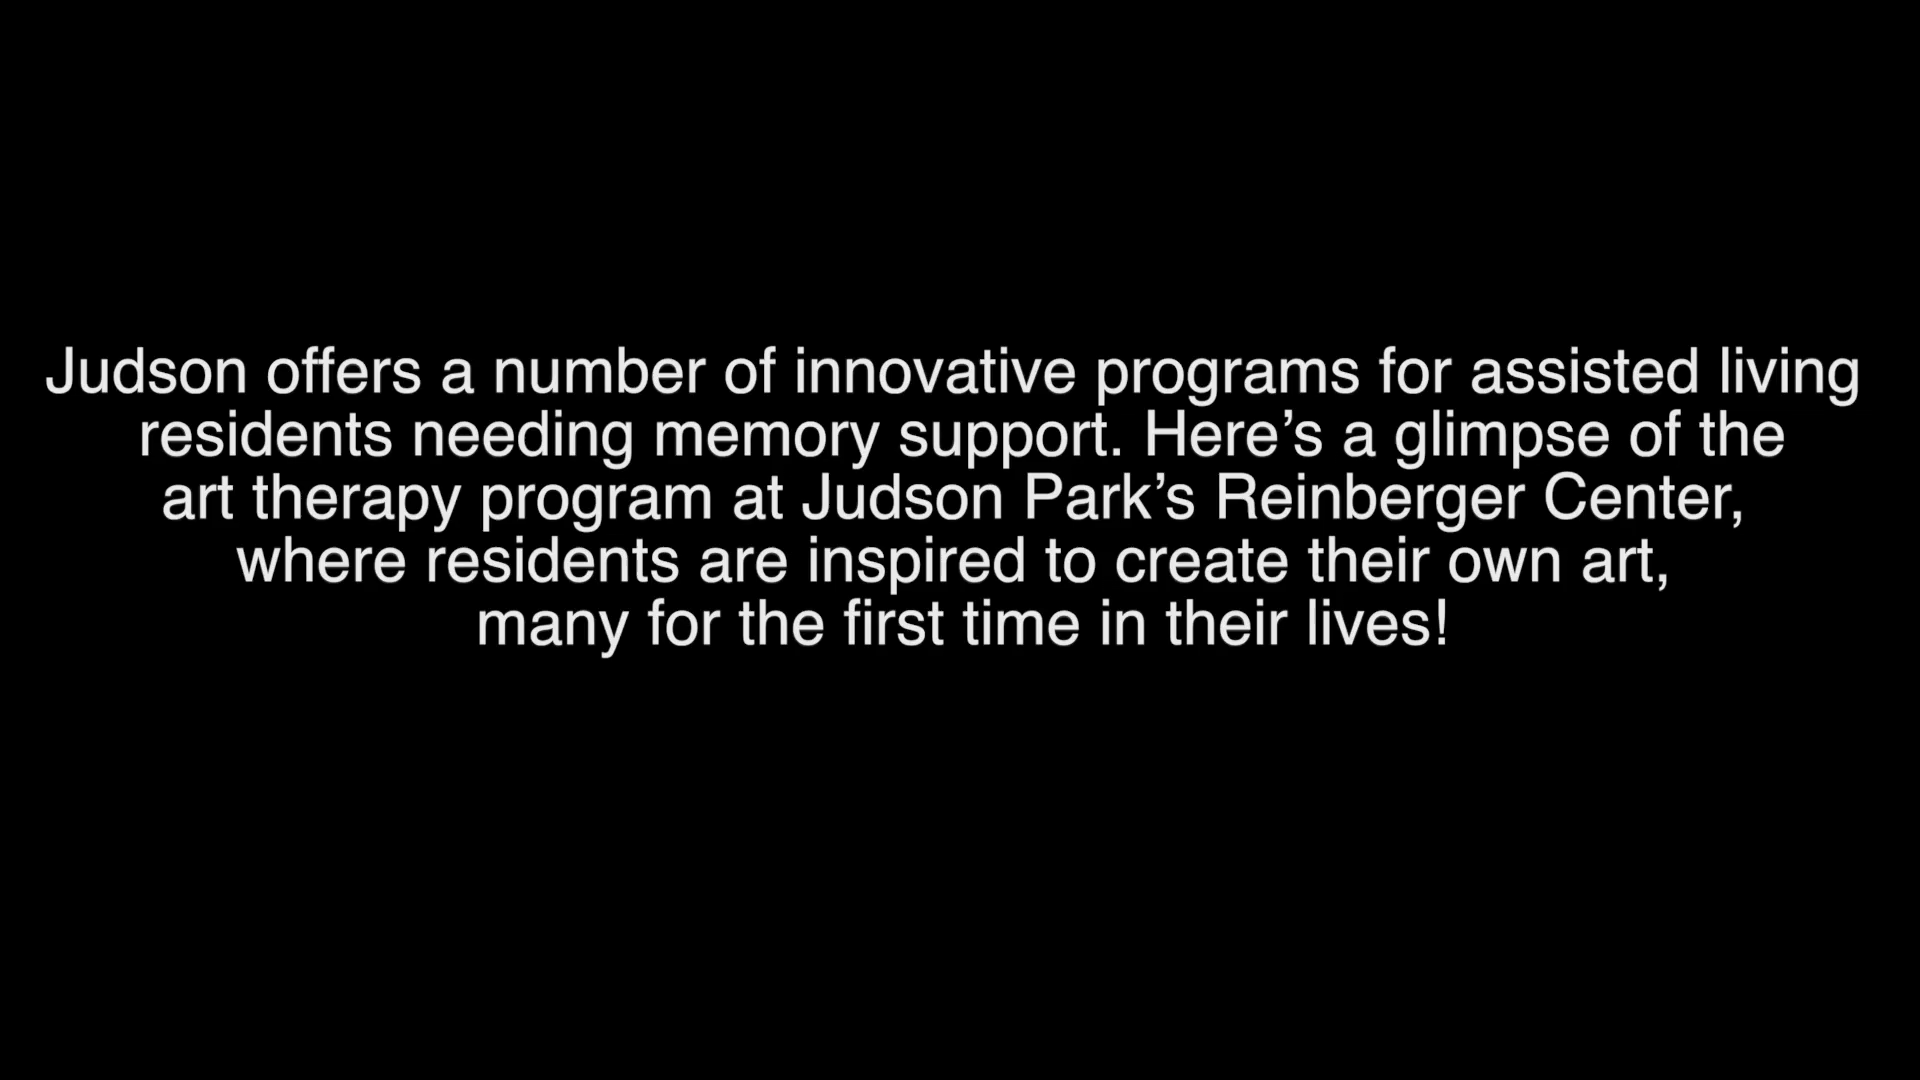 Judson offers a number of innovative programs for assisted living
residents needing memory support. Here’s a glimpse of the
art therapy program at Judson Park’s Reinberger Center,
where residents are inspired to create their own art,
many for the first time in their lives!